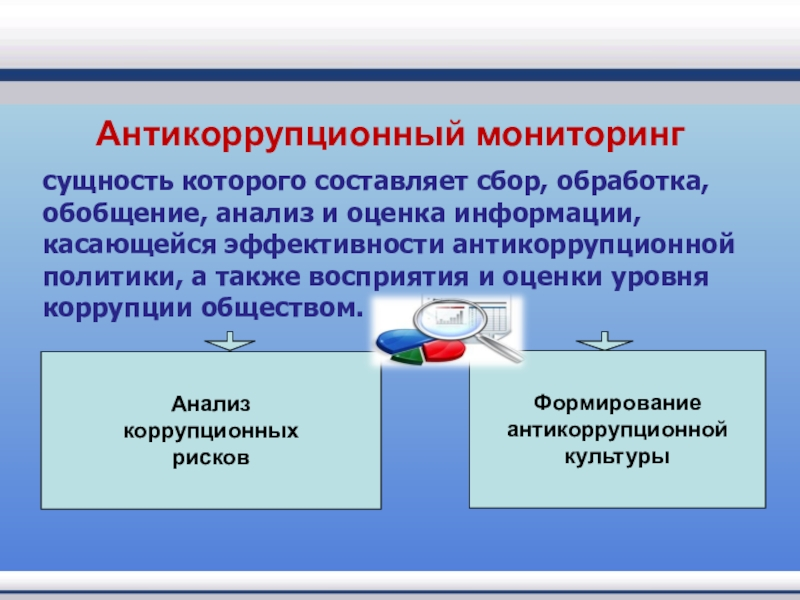 Антикоррупционный мониторинг
сущность которого составляет сбор, обработка,
обобщение, анализ и оценка информации,
касающейся эффективности антикоррупционной
политики, а также восприятия и оценки уровня
коррупции обществом.
Анализ
коррупционных
рисков
Формирование
антикоррупционной
культуры